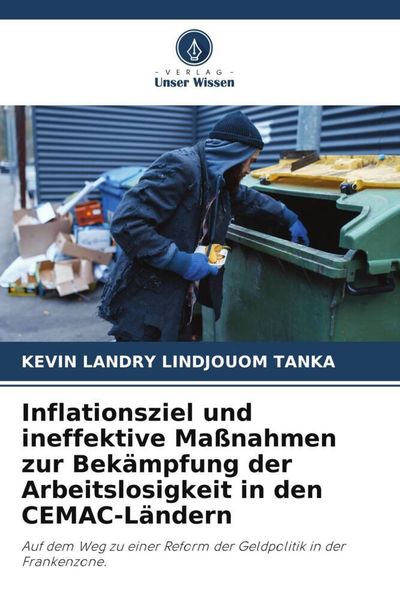 - VERLAG -
Unser Wissen
KEVIN LANDRY LINDJOUOM TANKA
Inflationsziel und
ineffektive Maßnahmen
zur Bekämpfung der
Arbeitslosigkeit in den
CEMAC-Ländern
Auf dem Weg zu einer Reform der Geldpolitik in der
Frankenzone.